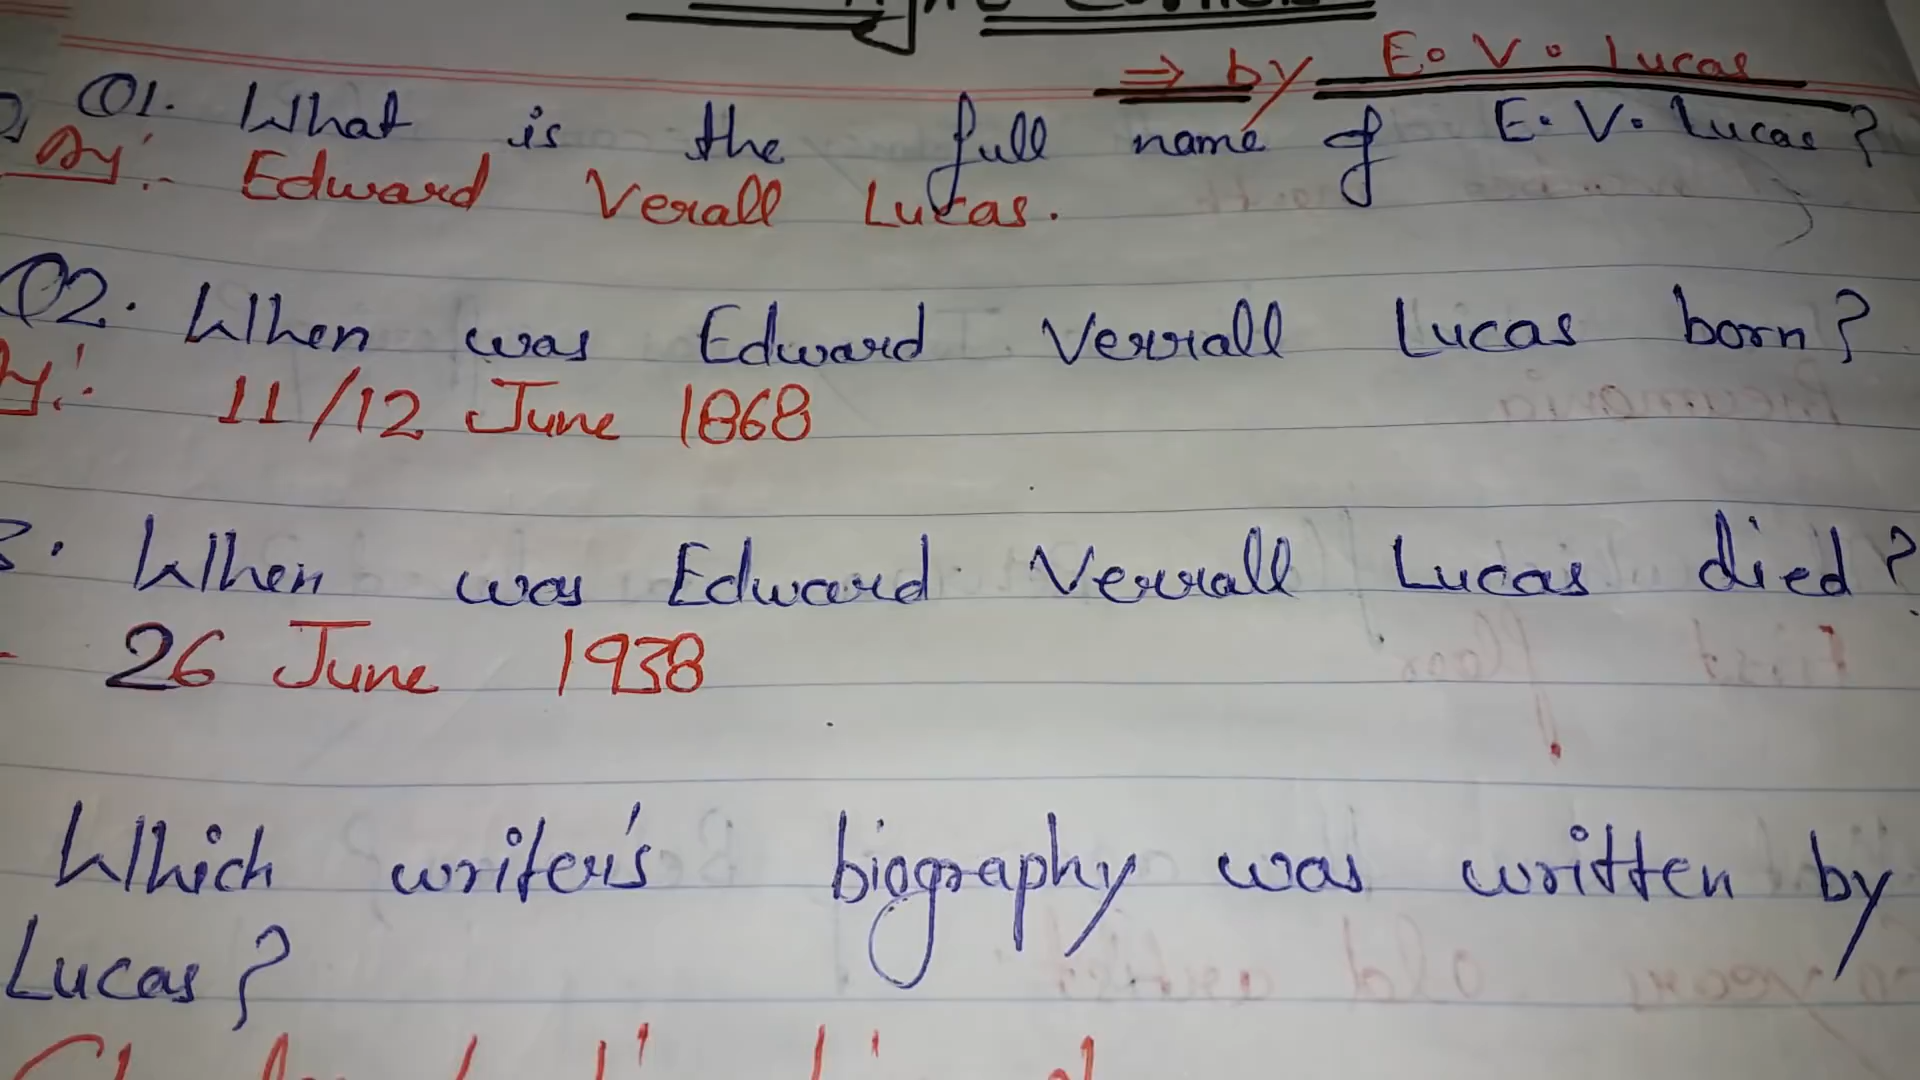 ⇒ by E. V. Lucas
Q1. What is the full name of E. V. Lucas?
Edward Verall Lucas.
Q2. When was Edward Verrall Lucas born?
11/12 June 1868
3. When was Edward Verrall Lucas died?
26 June 1938
Which writer's biography was written by
Lucas?